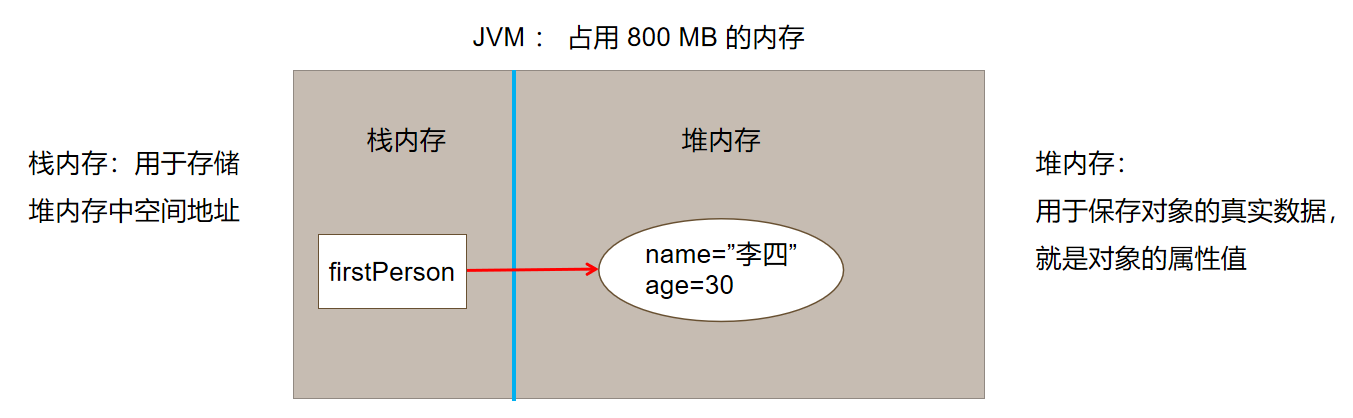 JVM： 占用 800 MB 的内存
栈内存
堆内存
栈内存：用于存储
堆内存中空间地址
firstPerson
name=”李四”
age=30
堆内存：
用于保存对象的真实数据，
就是对象的属性值